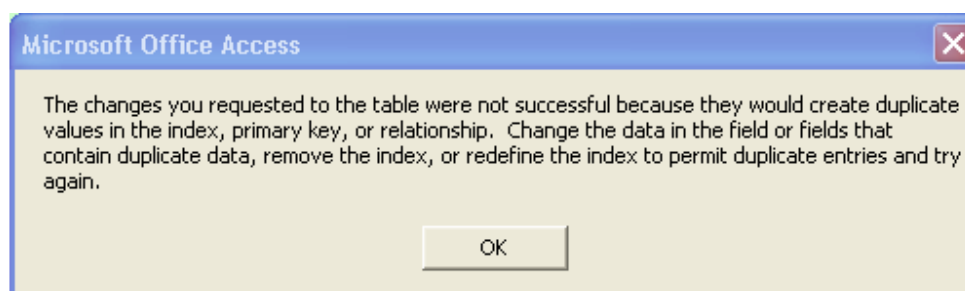 Microsoft Office Access
The changes you requested to the table were not successful because they would create duplicate
values in the index, primary key, or relationship.  Change the data in the field or fields that
contain duplicate data, remove the index, or redefine the index to permit duplicate entries and try
again.
OK